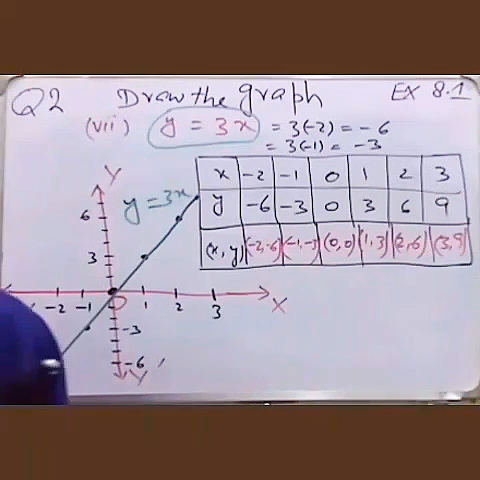 Q2 Draw the graph EX 8.1
(vii) y = 3x = 3(-2) = -6
= 3(-1) = -3
x -2 -1 0 1 2 3
y -6 -3 0 3 6 9
(x, y) (-2,-6) (-1,-3) (0,0) (1,3) (2,6) (3,9)
Y
y = 3x
6
3
-2 -1 0 1 2 3 X
-3
-6
Y